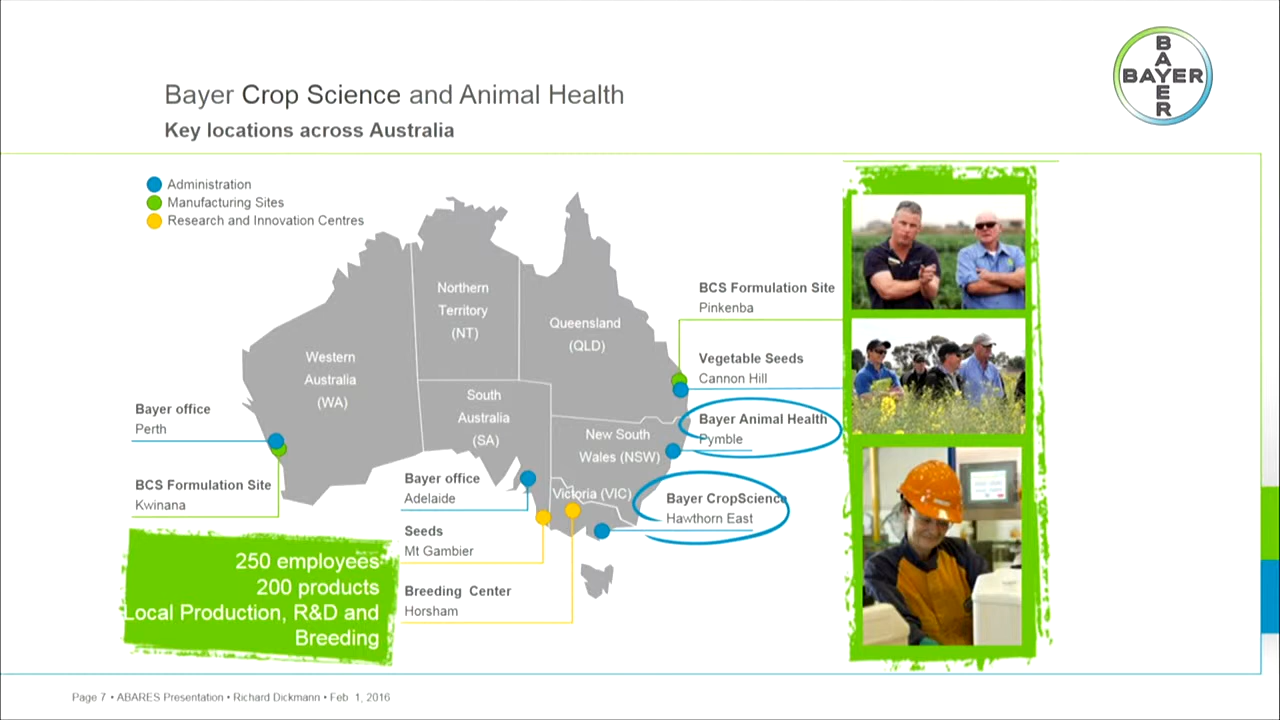 BAYER
BAYER
Bayer Crop Science and Animal Health
Key locations across Australia
Administration
Manufacturing Sites
Research and Innovation Centres
Northern
Territory
(NT)
Queensland
(QLD)
Western
Australia
(WA)
South
Australia
(SA)
New South
Wales (NSW)
Victoria (VIC)
BCS Formulation Site
Pinkenba
Vegetable Seeds
Cannon Hill
Bayer Animal Health
Pymble
Bayer CropScience
Hawthorn East
Bayer office
Perth
BCS Formulation Site
Kwinana
Bayer office
Adelaide
Seeds
Mt Gambier
Breeding Center
Horsham
250 employees
200 products
Local Production, R&D and
Breeding
Page 7 • ABARES Presentation • Richard Dickmann • Feb 1, 2016